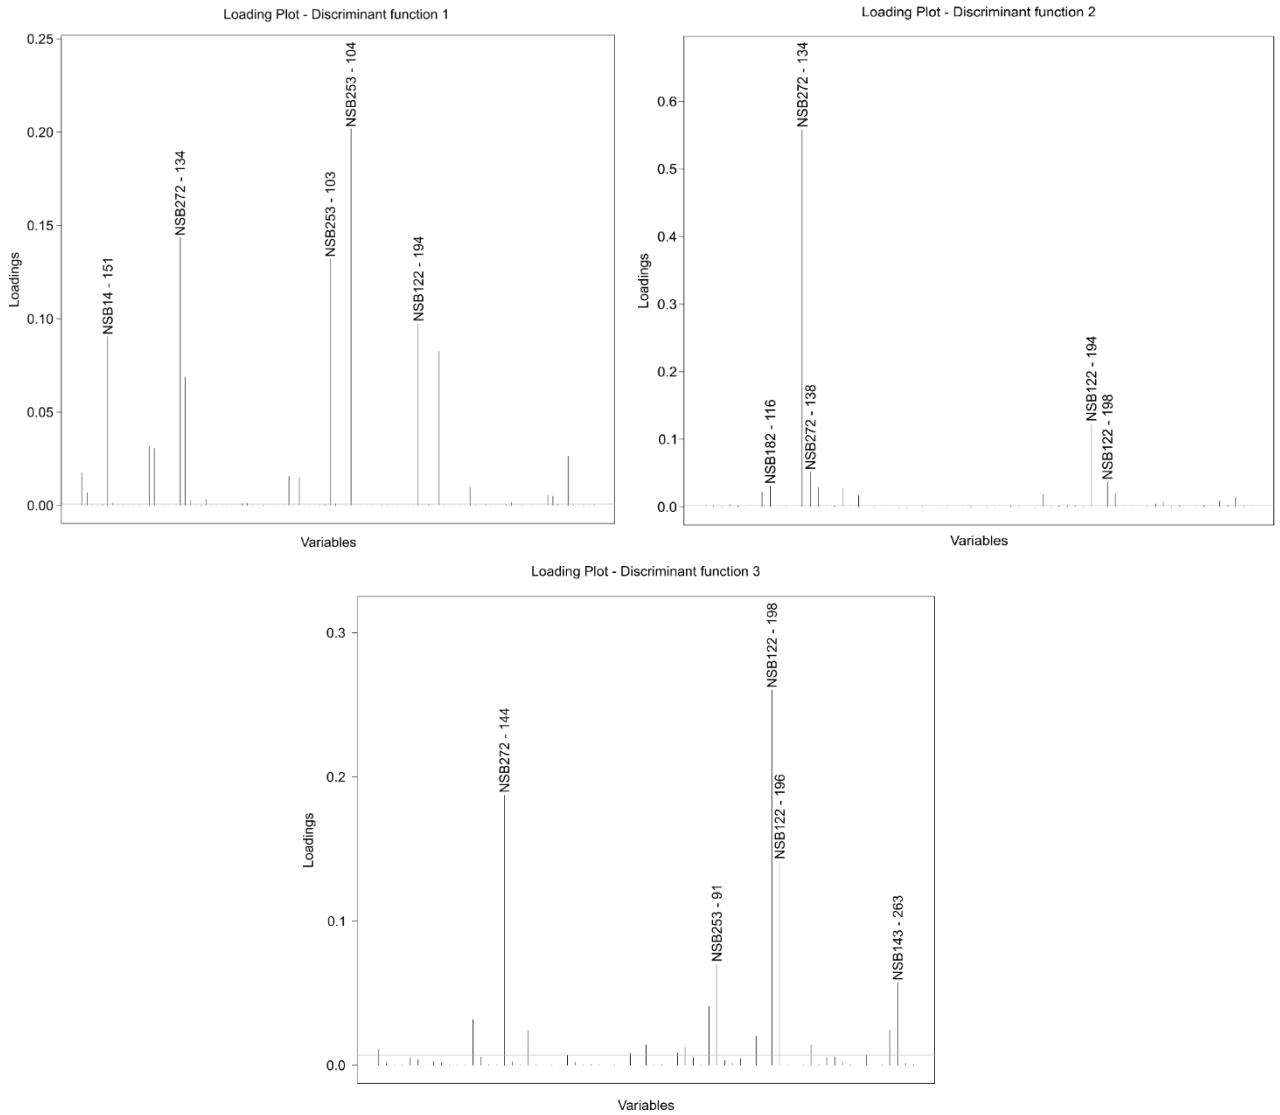 Loading Plot - Discriminant function 1
0.25
0.20
0.15
0.10
0.05
0.00
Loadings
NSB14 - 151
NSB272 - 134
NSB253 - 103
NSB253 - 104
NSB122 - 194
Variables
Loading Plot - Discriminant function 2
0.6
0.5
0.4
0.3
0.2
0.1
0.0
Loadings
NSB182 - 116
NSB272 - 134
NSB272 - 138
NSB122 - 194
NSB122 - 198
Variables
Loading Plot - Discriminant function 3
0.3
0.2
0.1
0.0
Loadings
NSB272 - 144
NSB253 - 91
NSB122 - 198
NSB122 - 196
NSB143 - 263
Variables